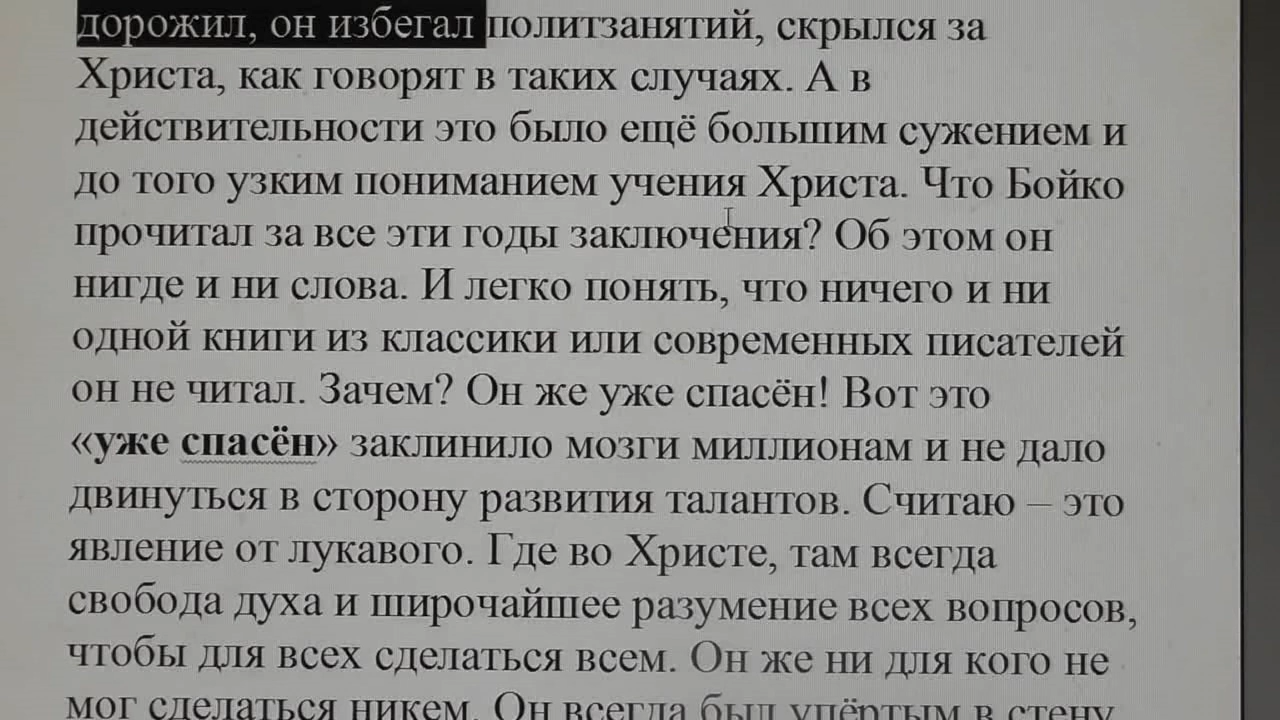 дорожил, он избегал политзанятий, скрылся за
Христа, как говорят в таких случаях. А в
действительности это было ещё большим сужением и
до того узким пониманием учения Христа. Что Бойко
прочитал за все эти годы заключения? Об этом он
нигде и ни слова. И легко понять, что ничего и ни
одной книги из классики или современных писателей
он не читал. Зачем? Он же уже спасён! Вот это
«уже спасён» заклинило мозги миллионам и не дало
двинуться в сторону развития талантов. Считаю – это
явление от лукавого. Где во Христе, там всегда
свобода духа и широчайшее разумение всех вопросов,
чтобы для всех сделаться всем. Он же ни для кого не
мог сделаться никем. Он всегда был упёртым в стену